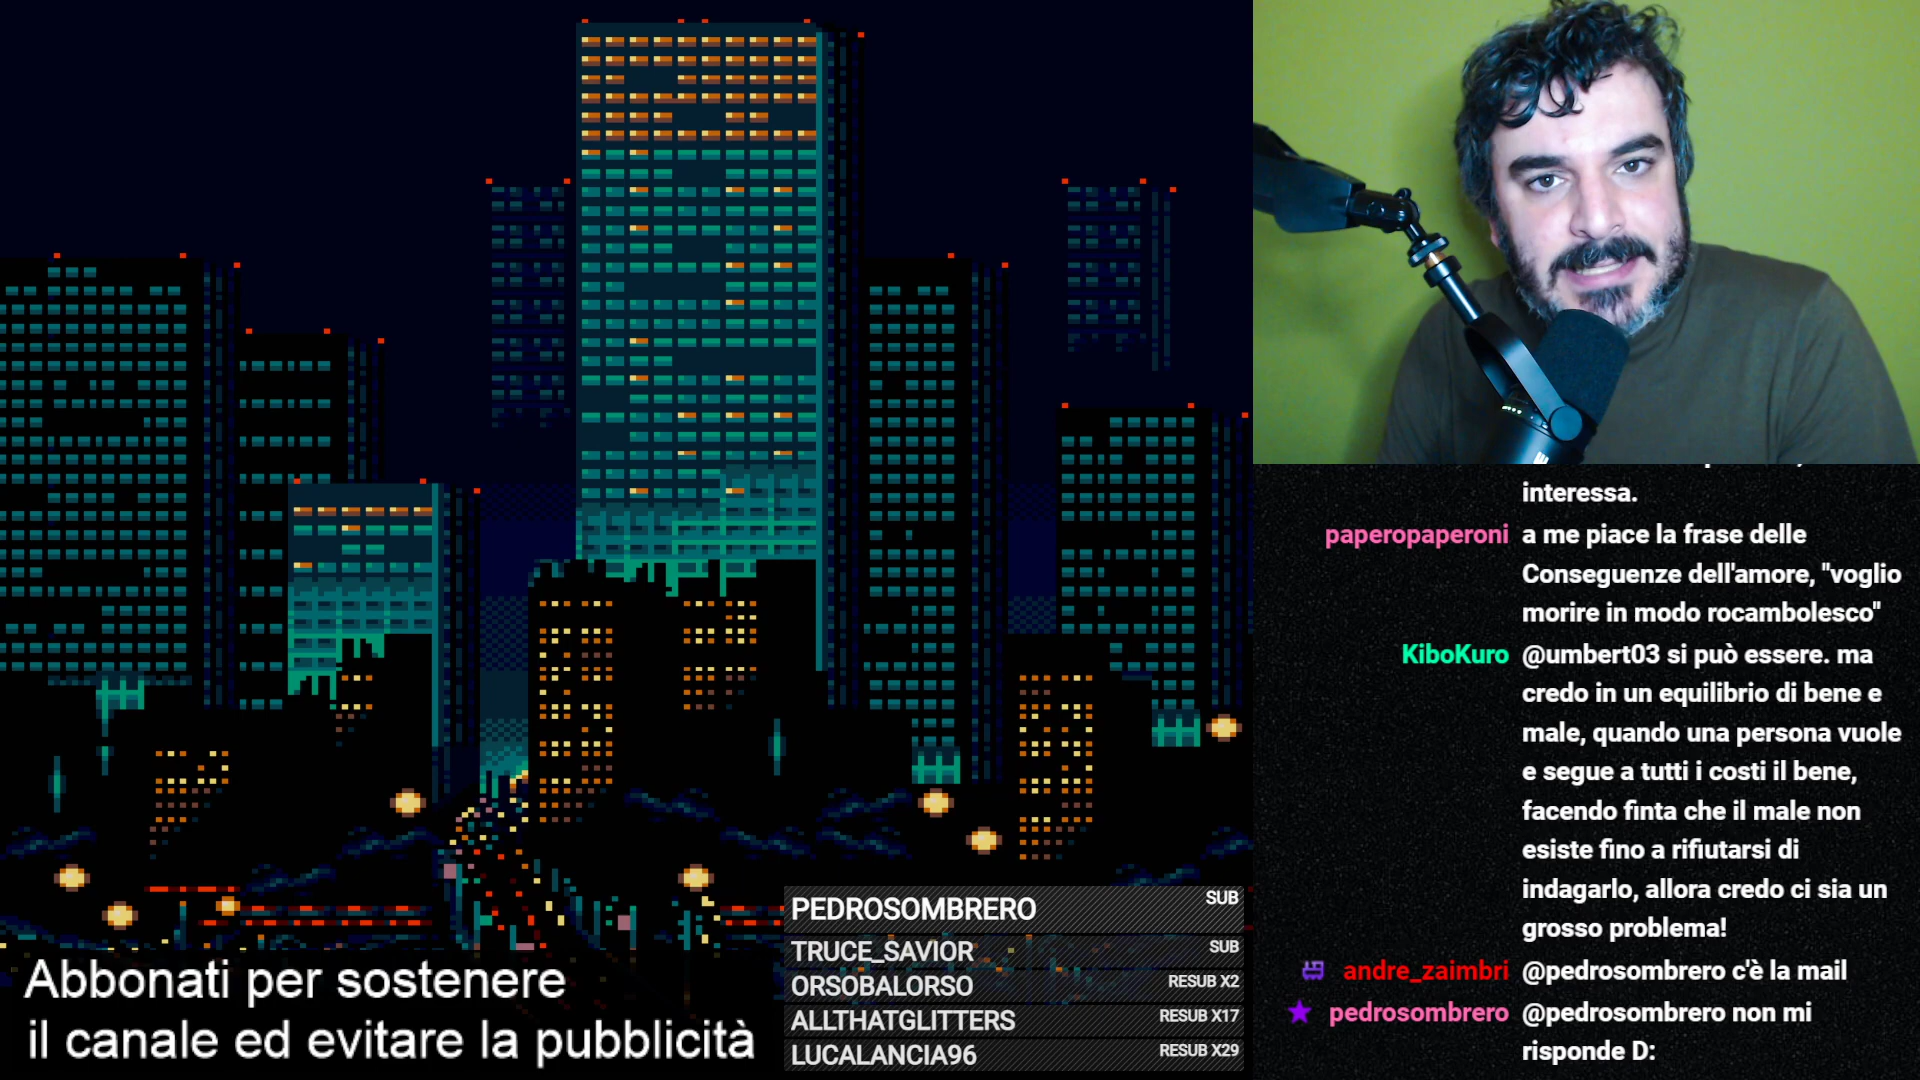 Abbonati per sostenere
il canale ed evitare la pubblicità
PEDROSOMBRERO SUB
TRUCE_SAVIOR SUB
ORSOBALORSO RESUB X2
ALLTHATGLITTERS RESUB X17
LUCALANCIA96 RESUB X29
interessa.
paperopaperoni a me piace la frase delle
Conseguenze dell'amore, "voglio
morire in modo rocambolesco"
KiboKuro @umbert03 si può essere. ma
credo in un equilibrio di bene e
male, quando una persona vuole
e segue a tutti i costi il bene,
facendo finta che il male non
esiste fino a rifiutarsi di
indagarlo, allora credo ci sia un
grosso problema!
andre_zaimbri @pedrosombrero c'è la mail
pedrosombrero @pedrosombrero non mi
risponde D: